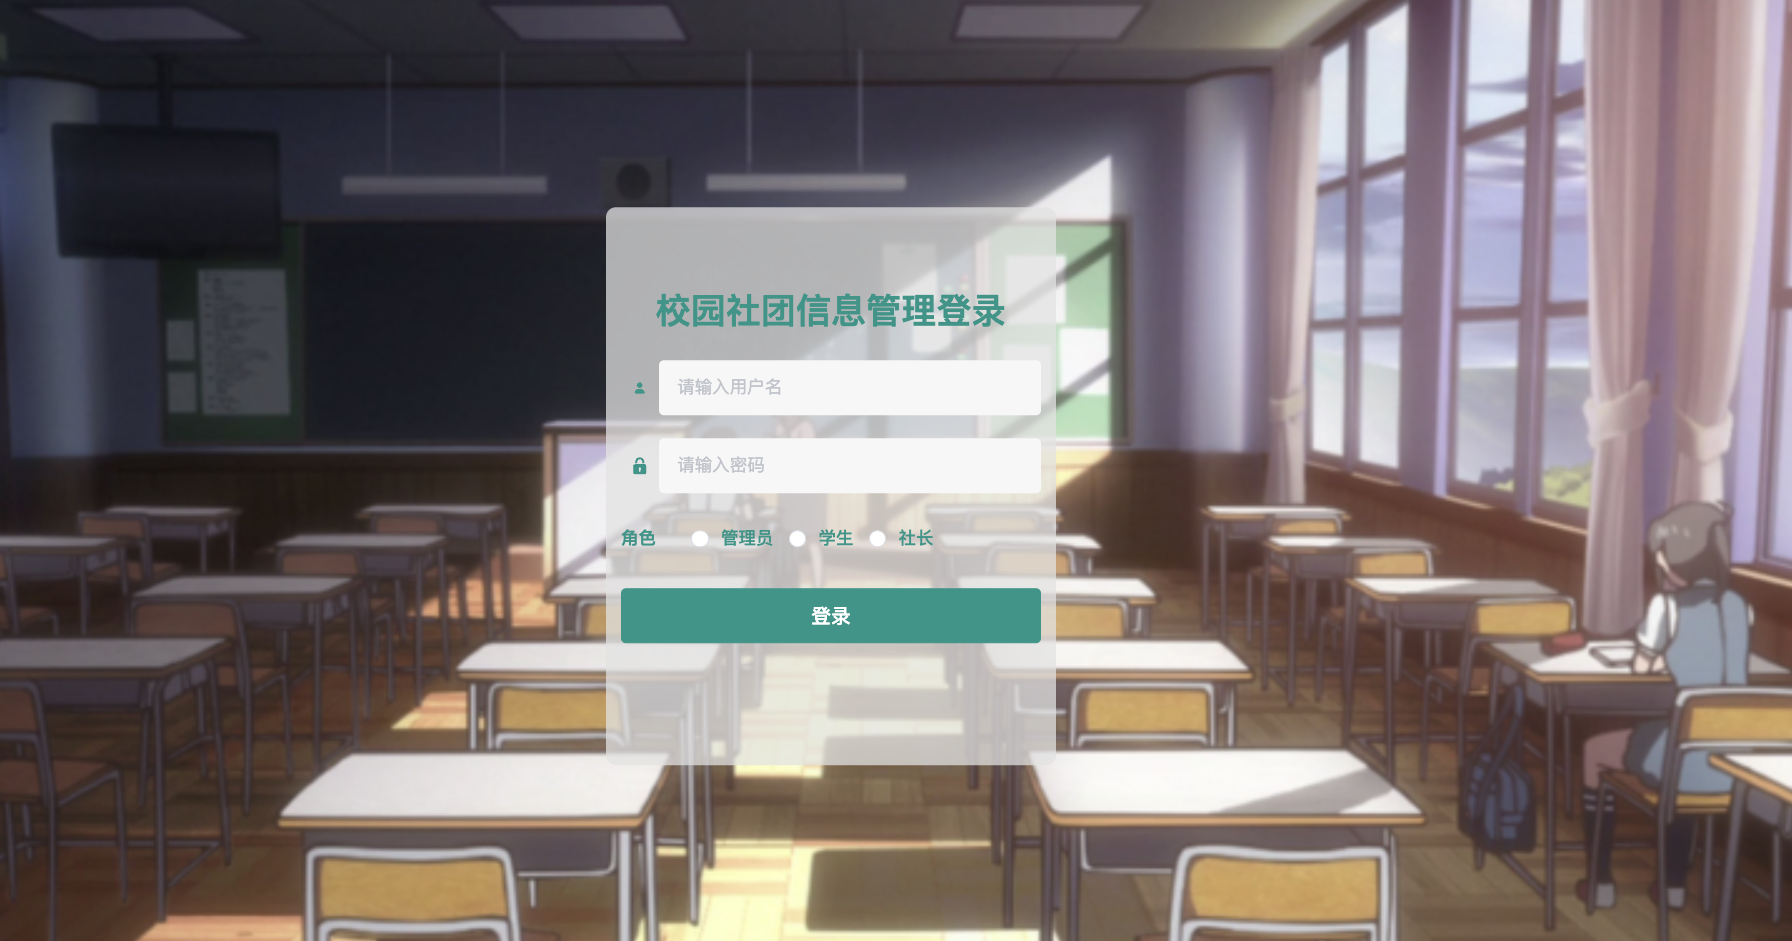 校园社团信息管理登录
请输入用户名
请输入密码
角色 管理员 学生 社长
登录